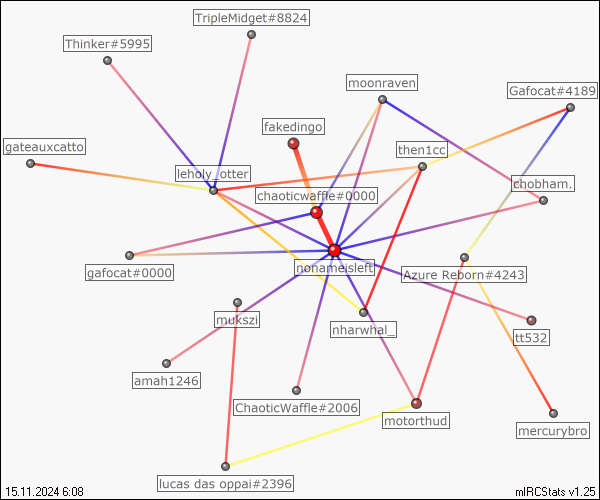 TripleMidget#8824
Thinker#5995
moonraven
Gafocat#4189
fakedingo
then1cc
gateauxcatto
leholy_otter
chobham.
chaoticwaffle#0000
gafocat#0000
nonameisleft
Azure Reborn#4243
mukszi
nharwhal_
tt532
amah1246
ChaoticWaffle#2006
motorthud
mercurybro
lucas das oppai#2396
15.11.2024 6:08
mIRCStats v1.25